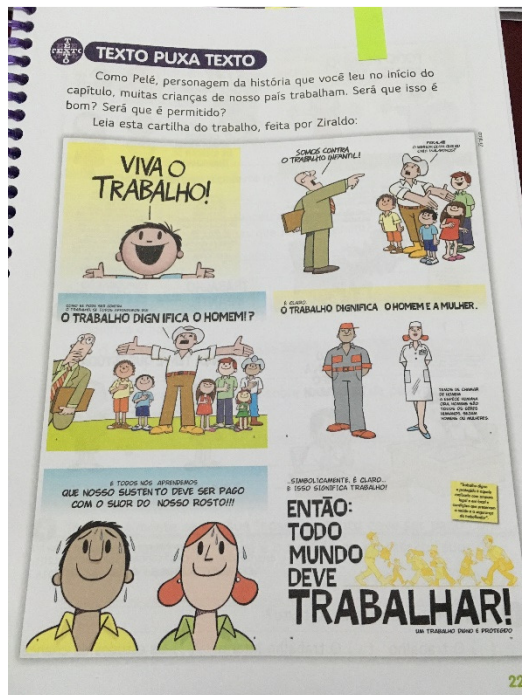 TEXTO PUXA TEXTO
Como Pelé, personagem da história que você leu no início do
capítulo, muitas crianças de nosso país trabalham. Será que isso é
bom? Será que é permitido?
Leia esta cartilha do trabalho, feita por Ziraldo:
VIVA O
TRABALHO!
SOMOS CONTRA
O TRABALHO INFANTIL!
O TRABALHO DIGNIFICA O HOMEM!?
É CLARO.
O TRABALHO DIGNIFICA O HOMEM E A MULHER.
E TODOS NÓS APRENDEMOS
QUE NOSSO SUSTENTO DEVE SER PAGO
COM O SUOR DO NOSSO ROSTO!!!
...SIMBOLICAMENTE, É CLARO...
E ISSO SIGNIFICA TRABALHO!
ENTÃO:
TODO
MUNDO
DEVE
TRABALHAR!
UM TRABALHO DIGNO E PROTEGIDO
22